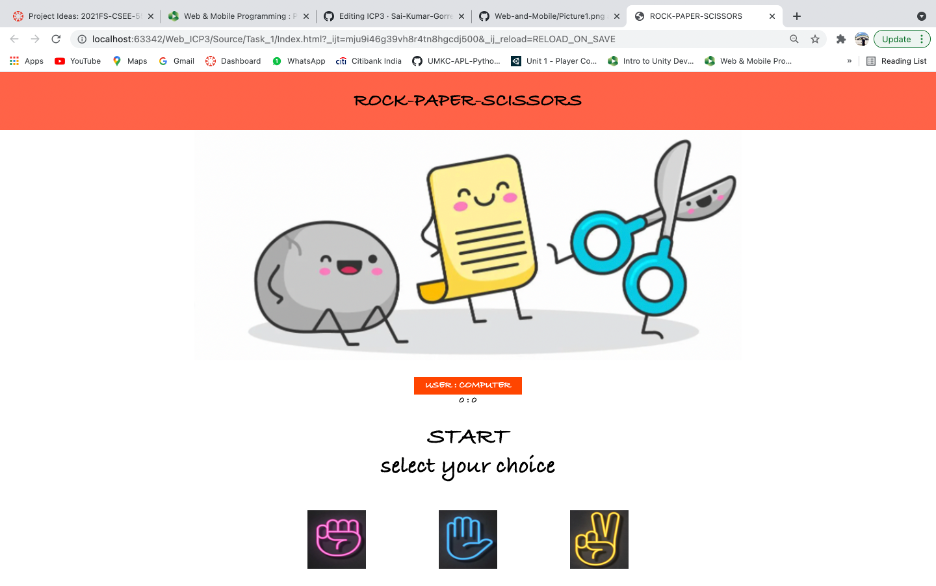 Project Ideas: 2021FS-CSEE-5
Web & Mobile Programming : F
Editing ICP3 · Sai-Kumar-Gorn
Web-and-Mobile/Picture1.png
ROCK-PAPER-SCISSORS
localhost:63342/Web_ICP3/Source/Task_1/Index.html?_ijt=mju9i46g39vh8r4tn8hgcdj500&_ij_reload=RELOAD_ON_SAVE
Update
Apps
YouTube
Maps
Gmail
Dashboard
WhatsApp
Citibank India
UMKC-APL-Pytho...
Unit 1 - Player Co...
Intro to Unity Dev...
Web & Mobile Pro...
»
Reading List
ROCK-PAPER-SCISSORS
USER : COMPUTER
0 : 0
START
select your choice